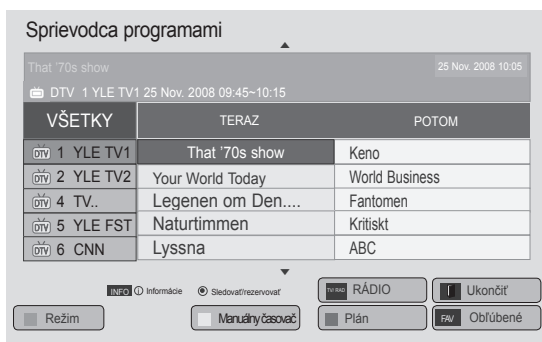 Sprievodca programami
That '70s show 25 Nov. 2008 10:05
DTV 1 YLE TV1 25 Nov. 2008 09:45~10:15
VŠETKY TERAZ POTOM
DTV 1 YLE TV1 That '70s show Keno
DTV 2 YLE TV2 Your World Today World Business
DTV 4 TV.. Legenen om Den.... Fantomen
DTV 5 YLE FST Naturtimmen Kritiskt
DTV 6 CNN Lyssna ABC
INFO ⓘ Informácie Sledovať/rezervovať TV/RAD RÁDIO Ukončiť
Režim Manuálny časovač Plán FAV Obľúbené